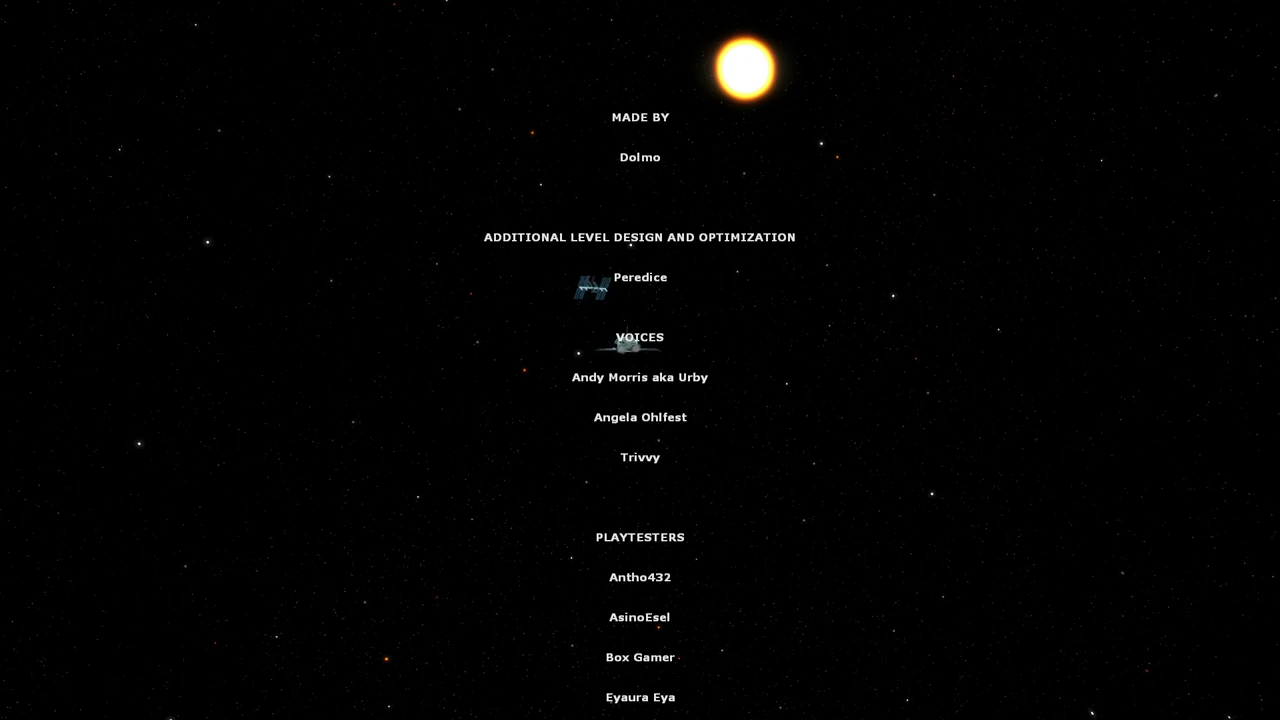 MADE BY
Dolmo
ADDITIONAL LEVEL DESIGN AND OPTIMIZATION
Peredice
VOICES
Andy Morris aka Urby
Angela Ohlfest
Trivvy
PLAYTESTERS
Antho432
AsinoEsel
Box Gamer
Eyaura Eya